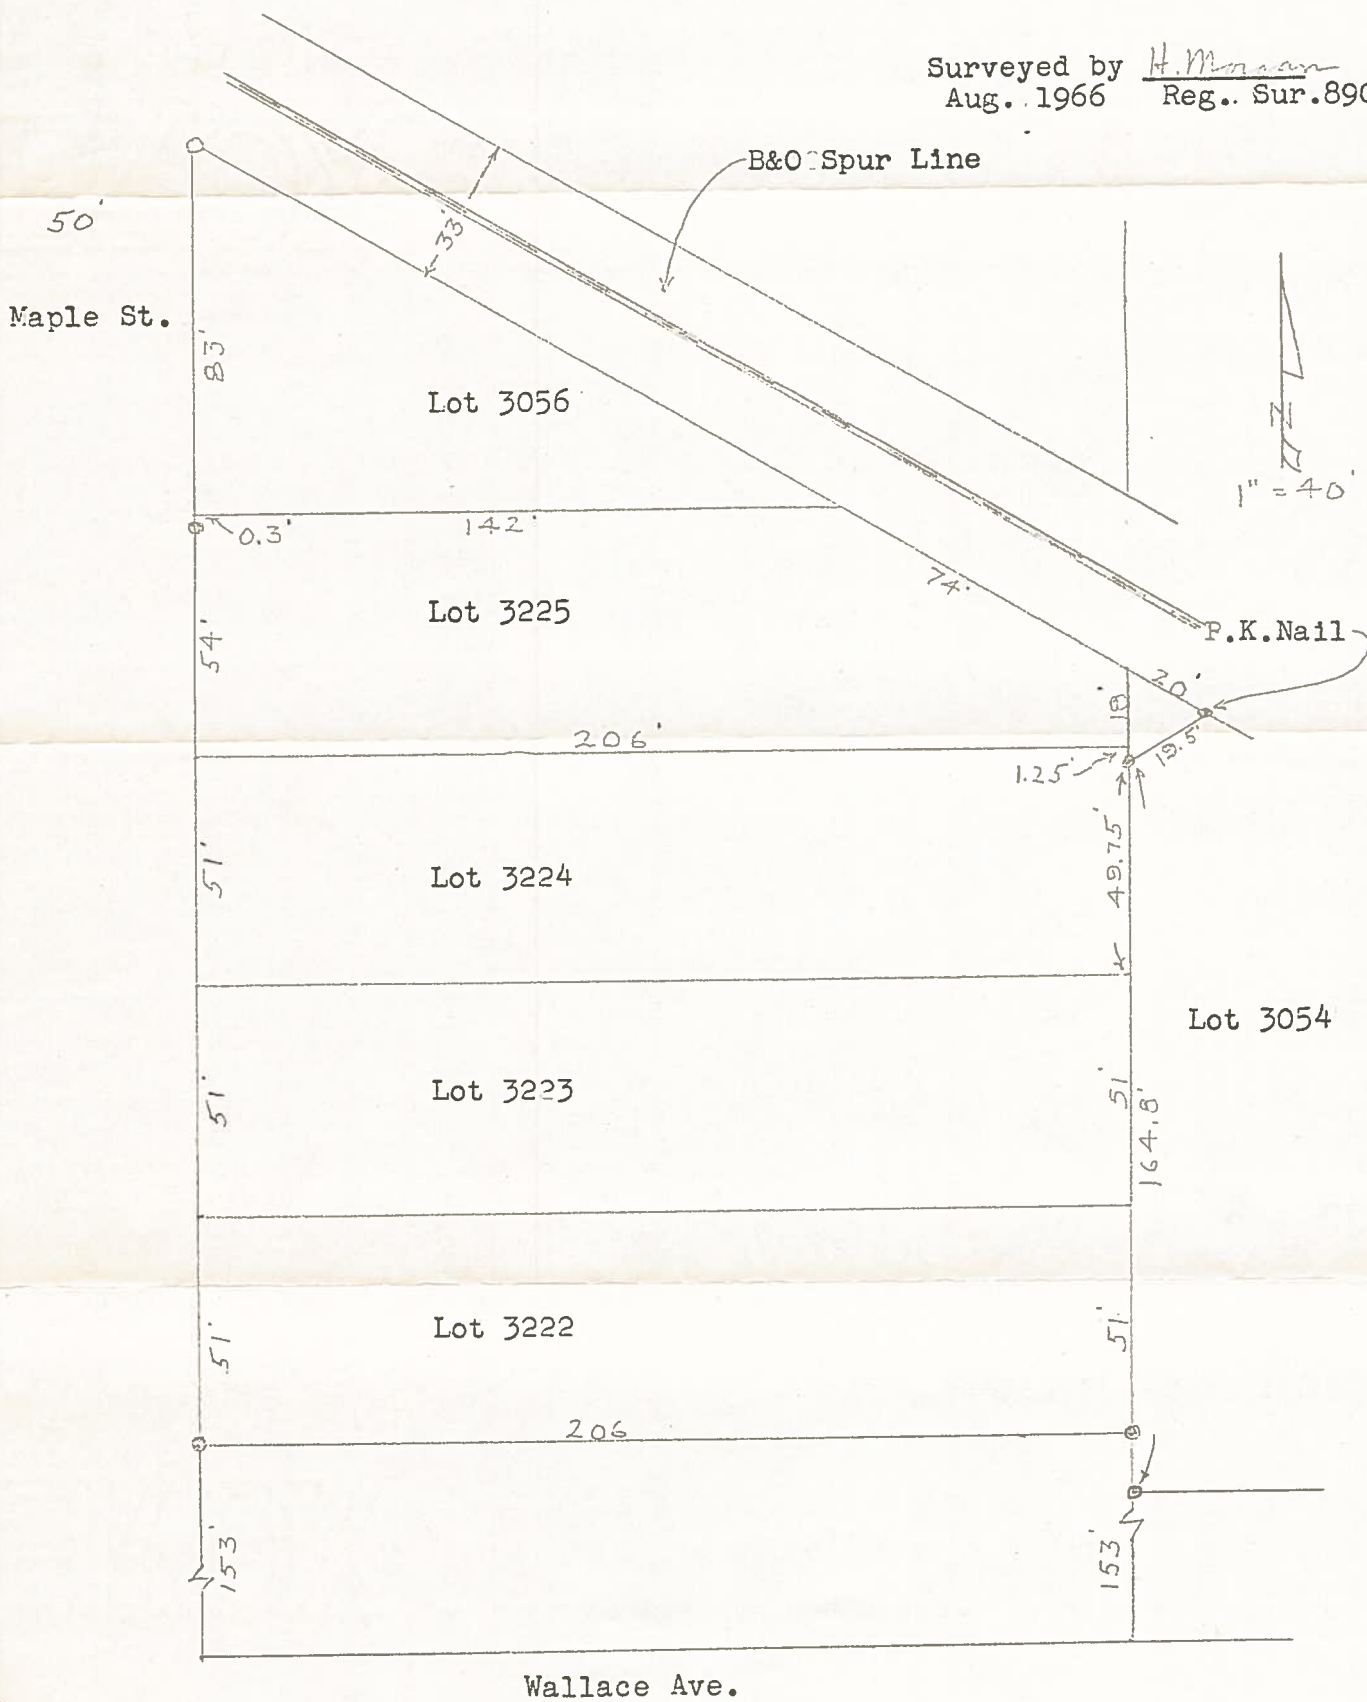 Surveyed by H.
Aug. 1966 Reg. Sur. 890
B&O Spur Line
50'
33'
Maple St.
83'
Lot 3056
N
1" = 40'
0.3'
142'
74'
Lot 3225
54'
P.K.Nail
20'
18'
206'
19.5'
1.25'
51'
Lot 3224
49.75'
Lot 3054
51'
Lot 3223
51'
164.8'
51'
Lot 3222
51'
206
153'
153'
Wallace Ave.